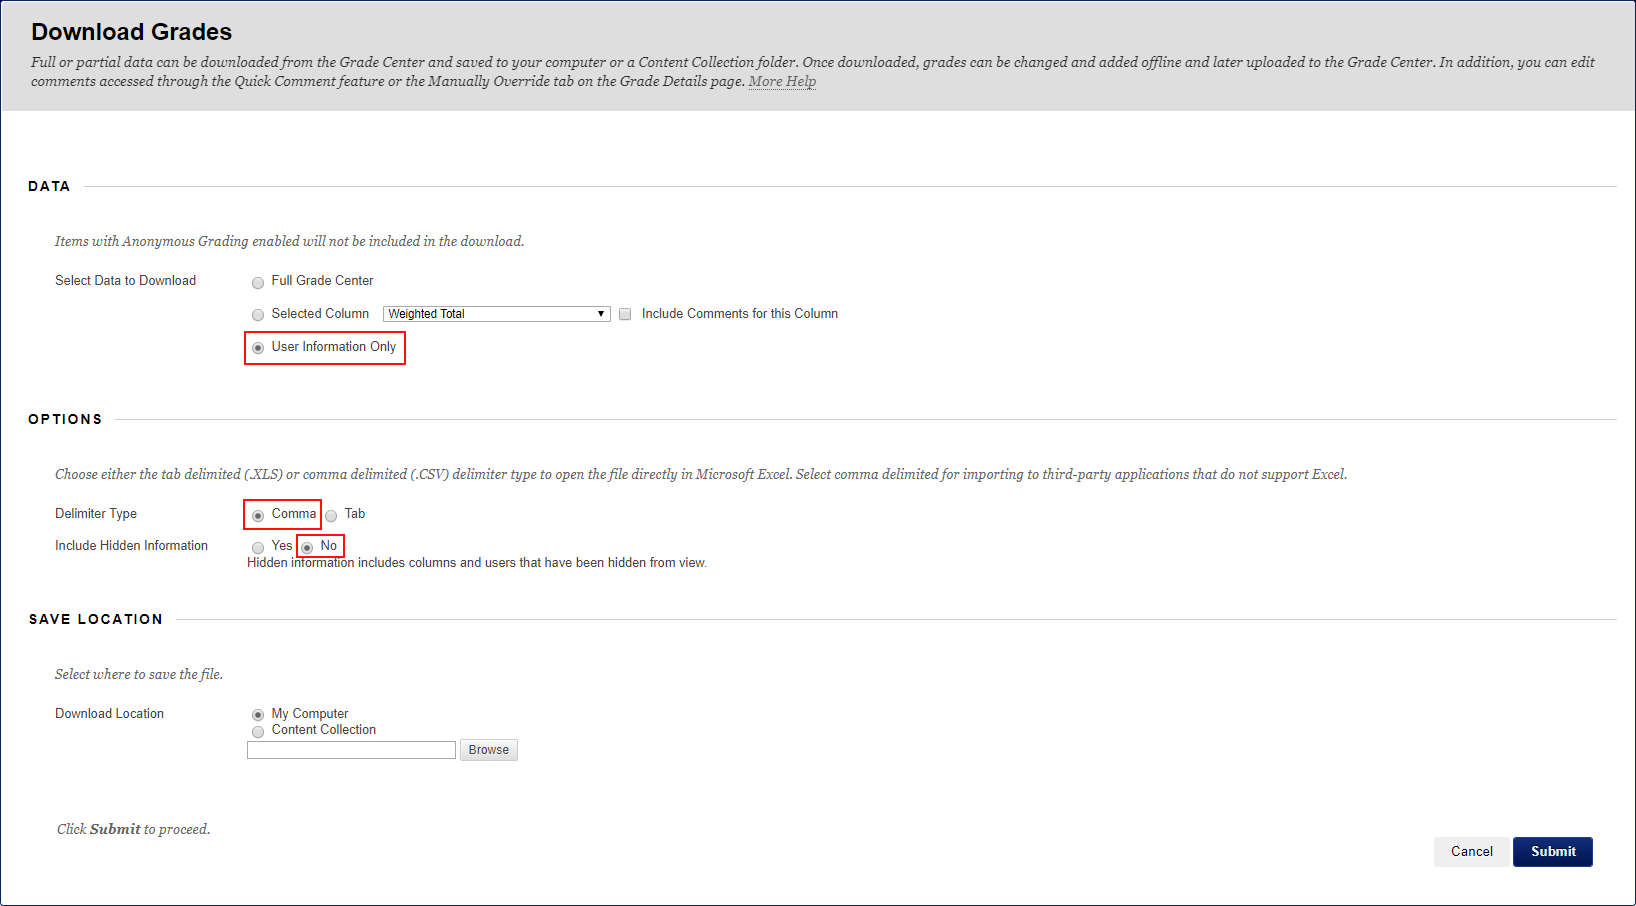 Download Grades
Full or partial data can be downloaded from the Grade Center and saved to your computer or a Content Collection folder. Once downloaded, grades can be changed and added offline and later uploaded to the Grade Center. In addition, you can edit
comments accessed through the Quick Comment feature or the Manually Override tab on the Grade Details page. More Help
DATA
Items with Anonymous Grading enabled will not be included in the download.
Select Data to Download Full Grade Center
Selected Column Weighted Total Include Comments for this Column
User Information Only
OPTIONS
Choose either the tab delimited (.XLS) or comma delimited (.CSV) delimiter type to open the file directly in Microsoft Excel. Select comma delimited for importing to third-party applications that do not support Excel.
Delimiter Type Comma Tab
Include Hidden Information Yes No
Hidden information includes columns and users that have been hidden from view.
SAVE LOCATION
Select where to save the file.
Download Location My Computer
Content Collection
Browse
Click Submit to proceed.
Cancel Submit